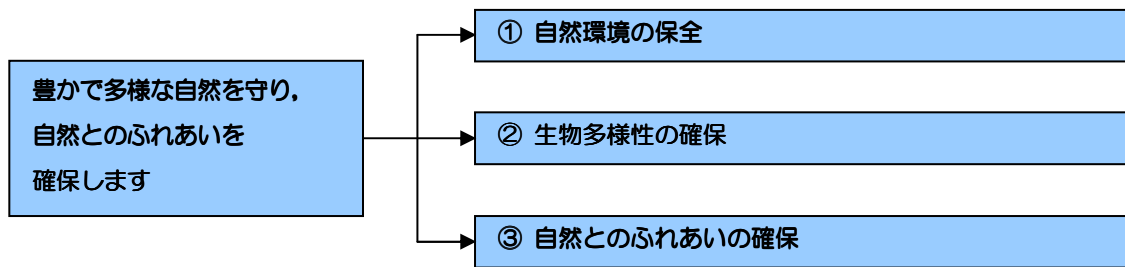 豊かで多様な自然を守り,
自然とのふれあいを
確保します
① 自然環境の保全
② 生物多様性の確保
③ 自然とのふれあいの確保